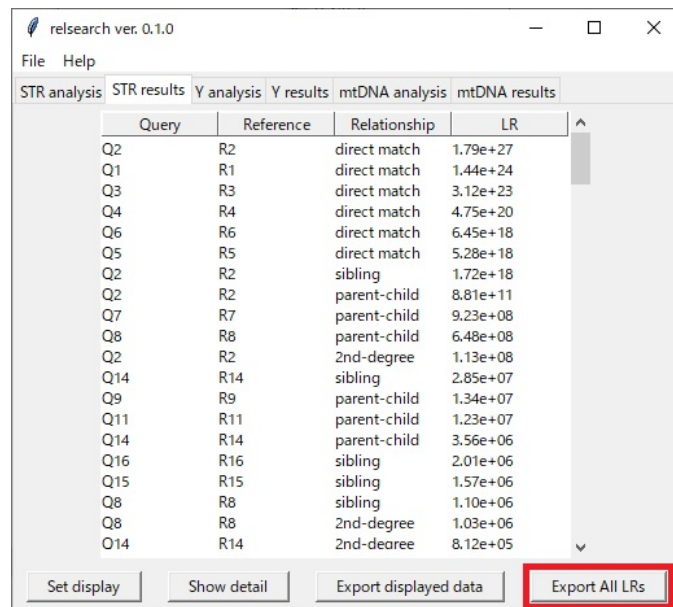 relsearch ver. 0.1.0
File Help
STR analysis STR results Y analysis Y results mtDNA analysis mtDNA results
Query Reference Relationship LR
Q2 R2 direct match 1.79e+27
Q1 R1 direct match 1.44e+24
Q3 R3 direct match 3.12e+23
Q4 R4 direct match 4.75e+20
Q6 R6 direct match 6.45e+18
Q5 R5 direct match 5.28e+18
Q2 R2 sibling 1.72e+18
Q2 R2 parent-child 8.81e+11
Q7 R7 parent-child 9.23e+08
Q8 R8 parent-child 6.48e+08
Q2 R2 2nd-degree 1.13e+08
Q14 R14 sibling 2.85e+07
Q9 R9 parent-child 1.34e+07
Q11 R11 parent-child 1.23e+07
Q14 R14 parent-child 3.56e+06
Q16 R16 sibling 2.01e+06
Q15 R15 sibling 1.57e+06
Q8 R8 sibling 1.10e+06
Q8 R8 2nd-degree 1.03e+06
Q14 R14 2nd-degree 8.12e+05
Set display Show detail Export displayed data Export All LRs